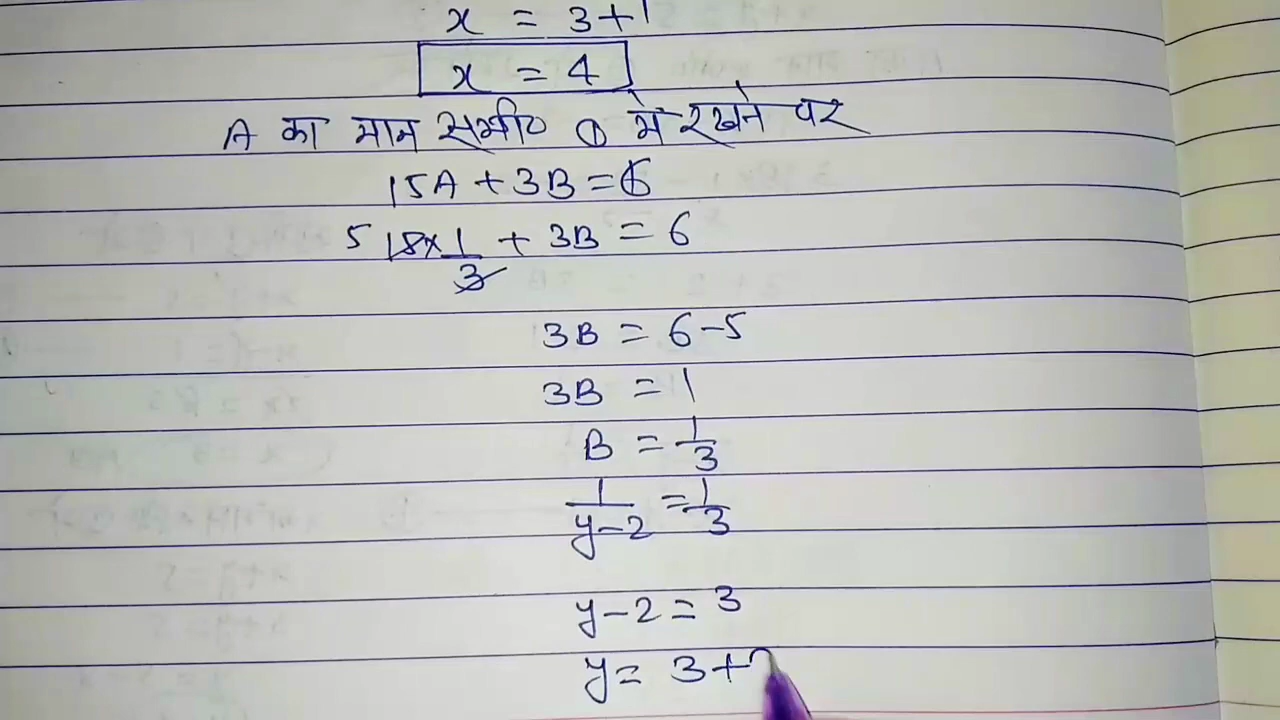 x = 3+1
x = 4
A का मान समी० ① में रखने पर
15A + 3B = 6
5 15×1/3 + 3B = 6
3B = 6-5
3B = 1
B = 1/3
1/y-2 = 1/3
y-2 = 3
y = 3+